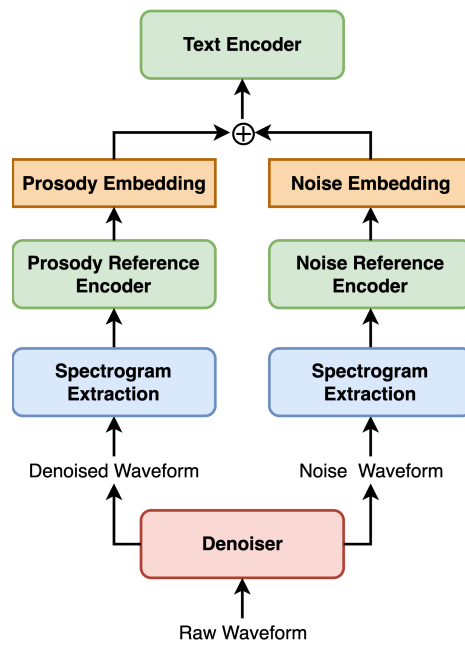 Text Encoder
Prosody Embedding
Noise Embedding
Prosody Reference
Encoder
Noise Reference
Encoder
Spectrogram
Extraction
Spectrogram
Extraction
Denoised Waveform
Noise Waveform
Denoiser
Raw Waveform